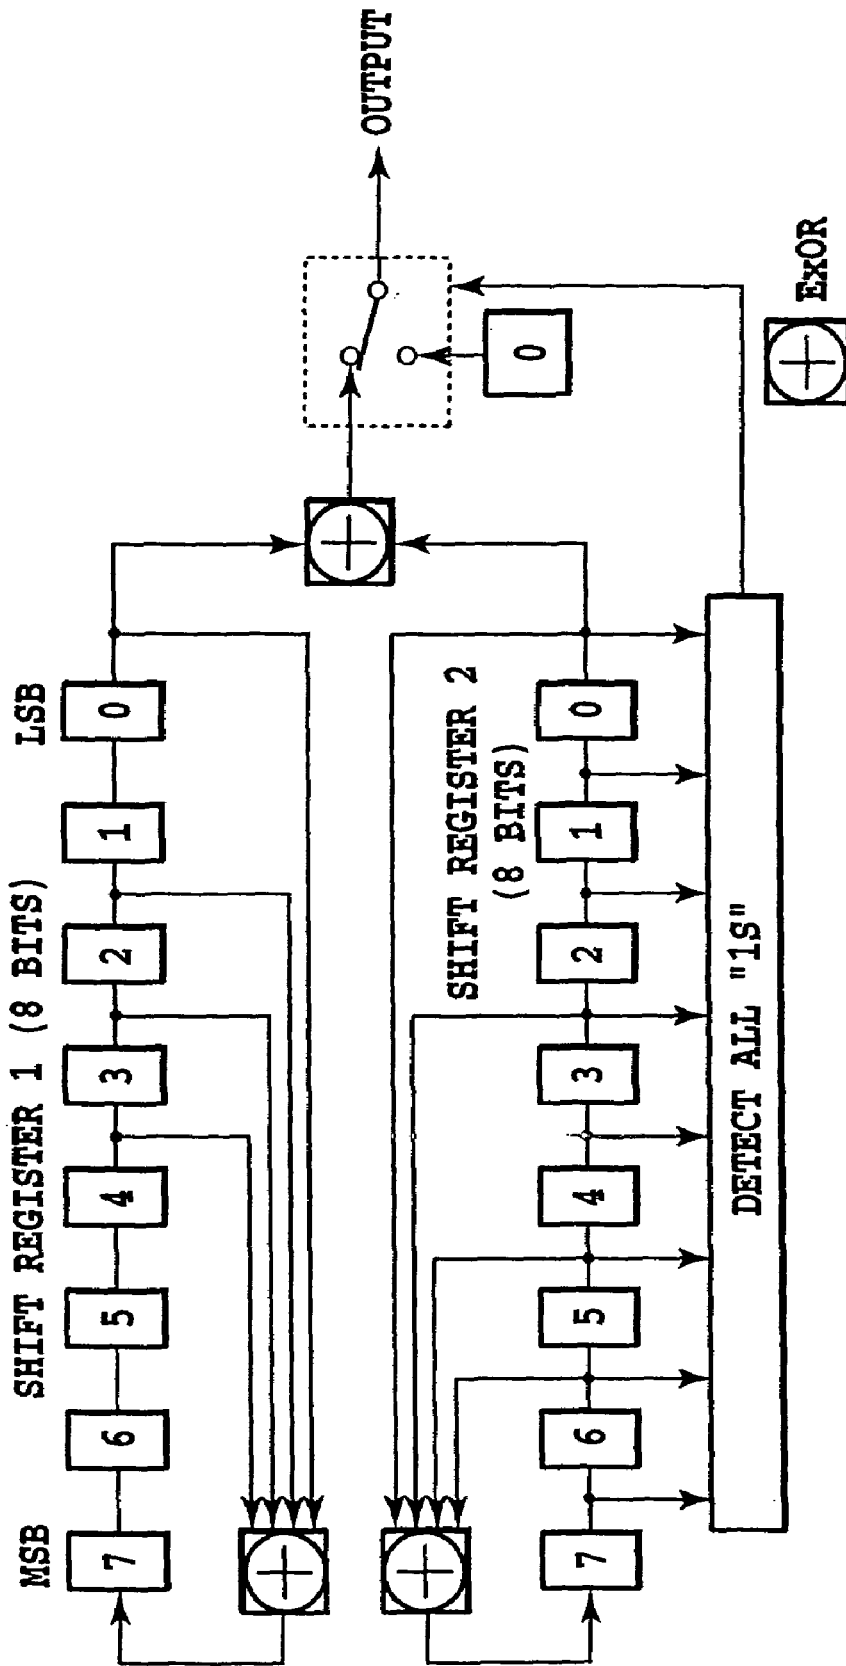 SHIFT REGISTER 1 (8 BITS)
MSB
LSB
7
6
5
4
3
2
1
0
OUTPUT
0
SHIFT REGISTER 2
(8 BITS)
7
6
5
4
3
2
1
0
DETECT ALL "1S"
ExOR